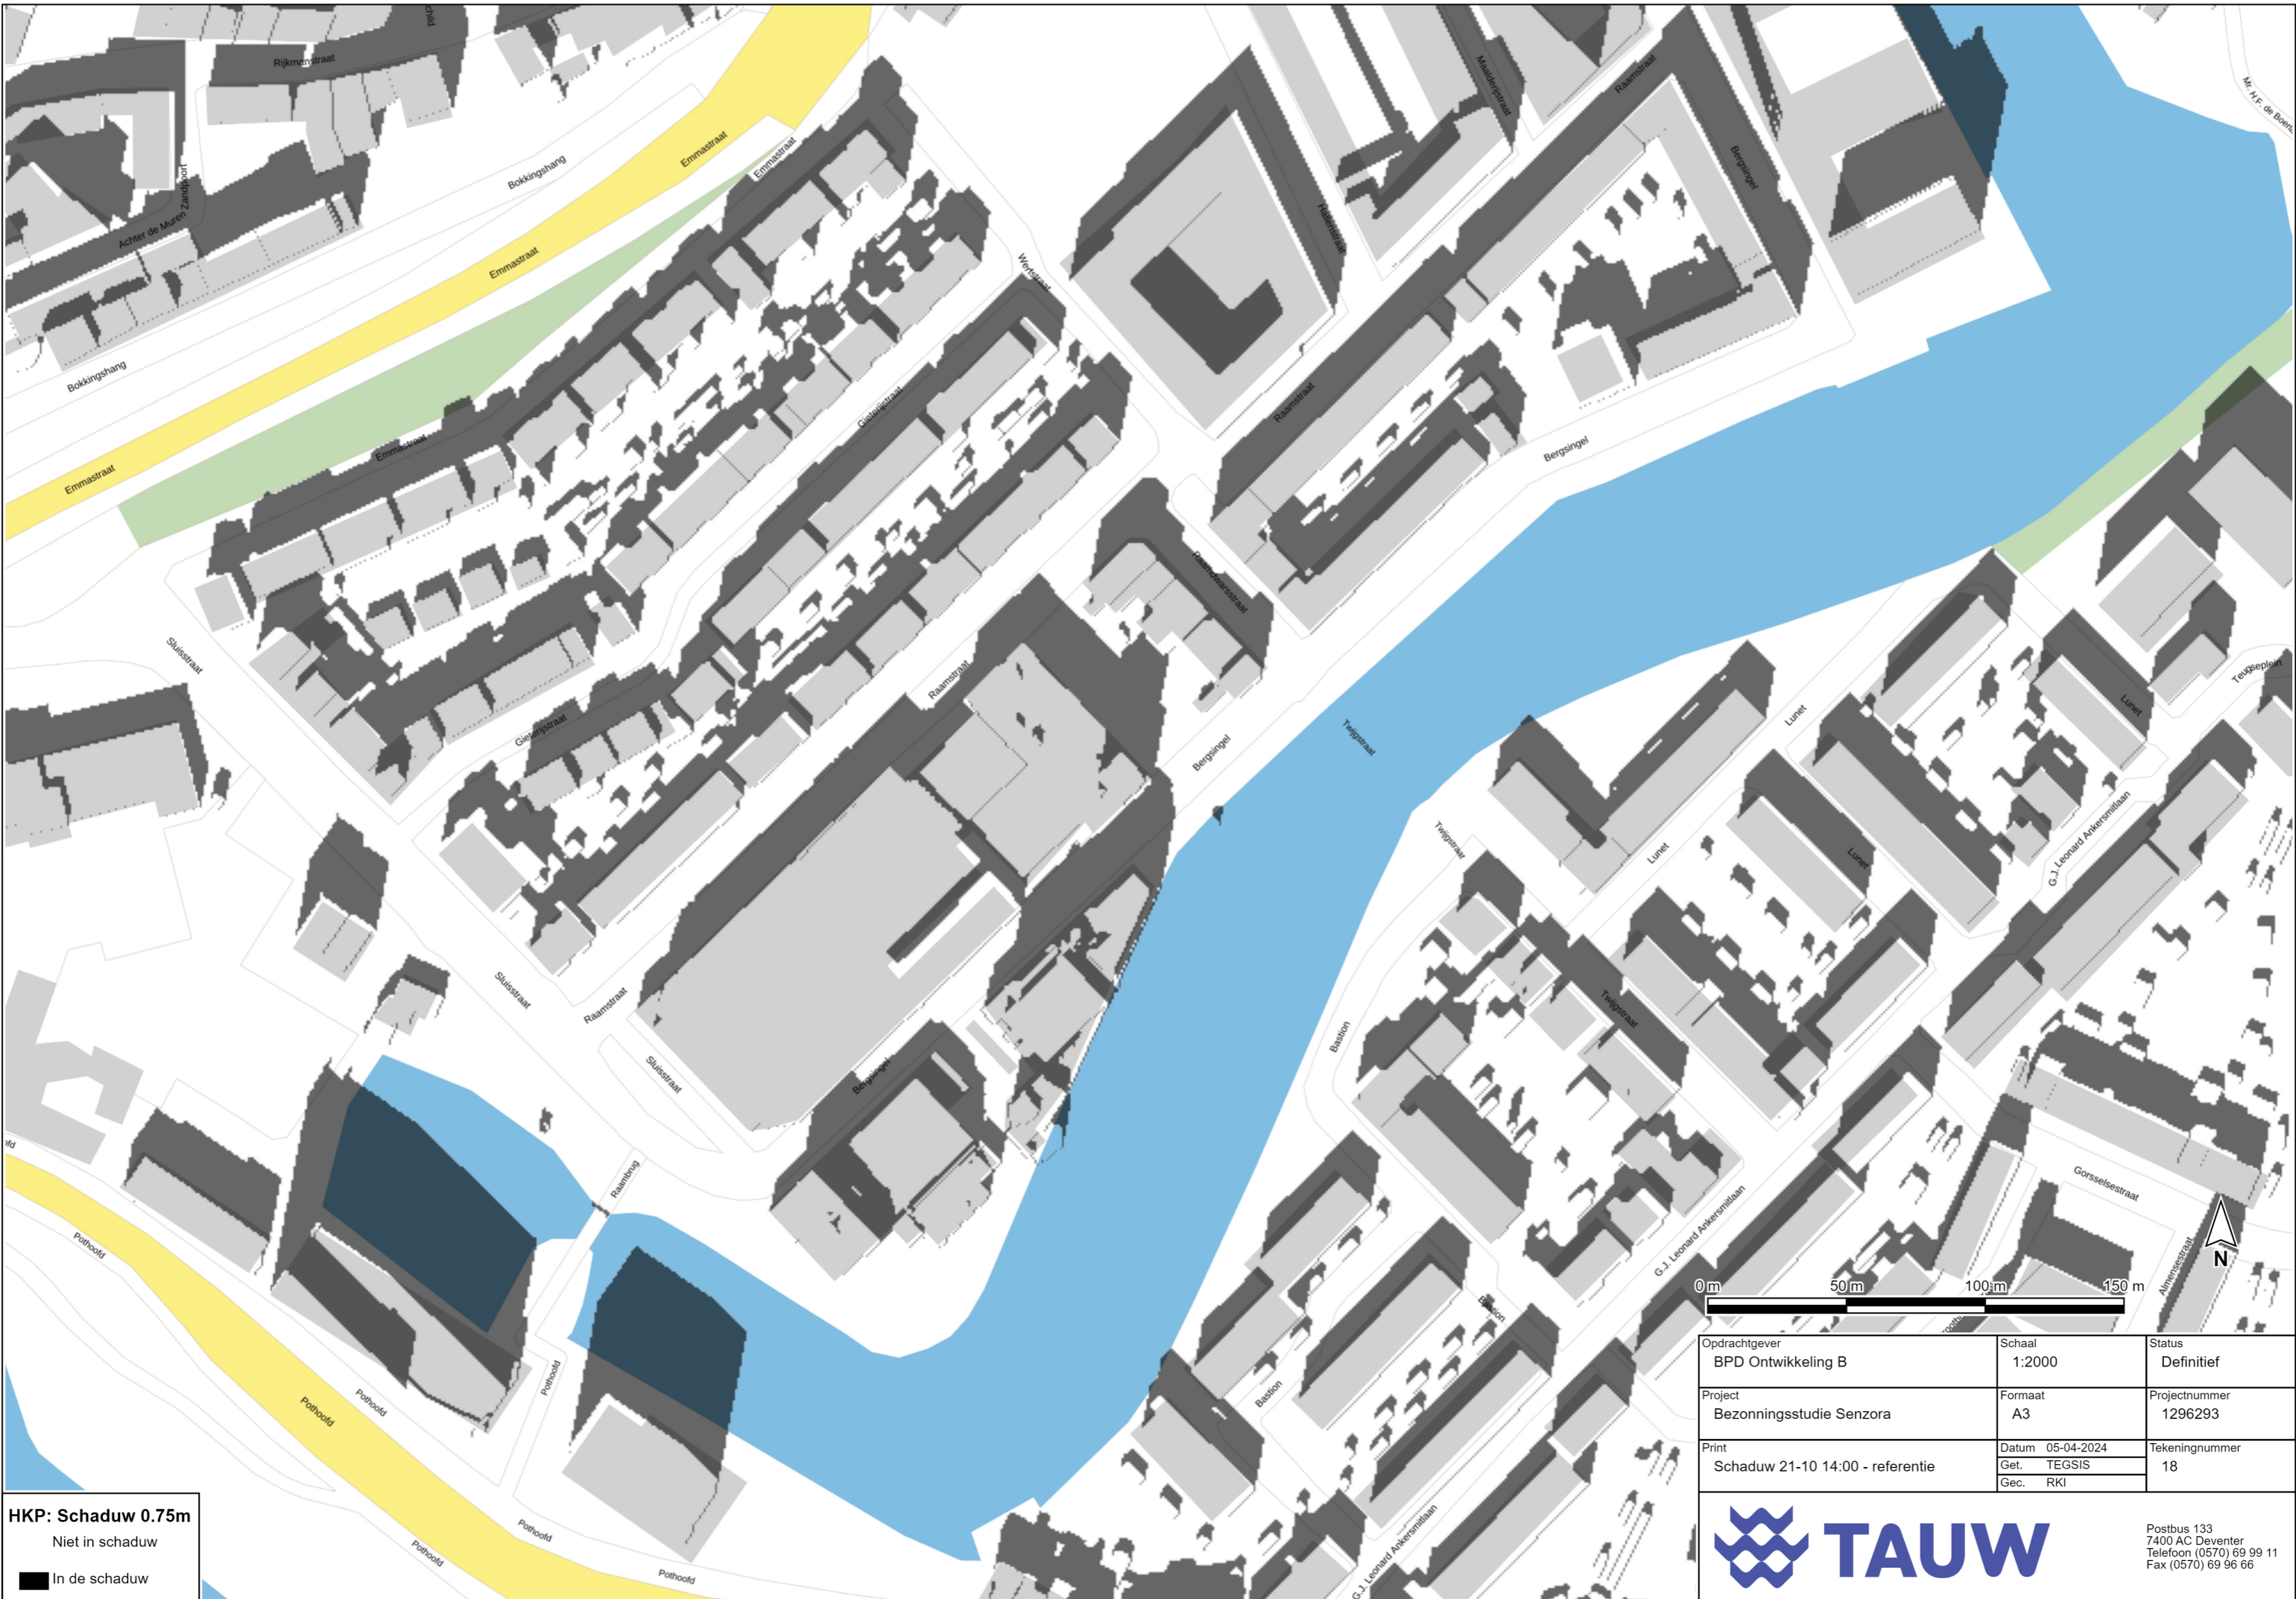 child
Rijkmanstraat
Zandpoort
Achter de Muren
Bokkingshang
Bokkingshang
Emmastraat
Emmastraat
Emmastraat
Emmastraat
Emmastraat
Maalderijstraat
Raamstraat
Bergsingel
Hallenstraat
Werfstraat
Gieterijstraat
Raamstraat
Bergsingel
Raamdwarsstraat
Sluisstraat
Raamstraat
Gieterijstraat
Bergsingel
Twijgstraat
Lunet
Lunet
Teugseplein
Lunet
Lunet
Twijgstraat
G.J. Leonard Ankersmitlaan
Sluisstraat
Raamstraat
Sluisstraat
Bergsingel
Twijgstraat
Bastion
Raambrug
Gorsselsestraat
Almensestraat
G.J. Leonard Ankersmitlaan
Bastion
Bastion
G.J. Leonard Ankersmitlaan
Pothoofd
Pothoofd
Pothoofd
Pothoofd
Pothoofd
Pothoofd
Pothoofd
N
0 m 50 m 100 m 150 m
Opdrachtgever
BPD Ontwikkeling B
Schaal
1:2000
Status
Definitief
Project
Bezonningsstudie Senzora
Formaat
A3
Projectnummer
1296293
Print
Schaduw 21-10 14:00 - referentie
Datum 05-04-2024
Get. TEGSIS
Gec. RKI
Tekeningnummer
18
TAUW
Postbus 133
7400 AC Deventer
Telefoon (0570) 69 99 11
Fax (0570) 69 96 66
HKP: Schaduw 0.75m
Niet in schaduw
In de schaduw